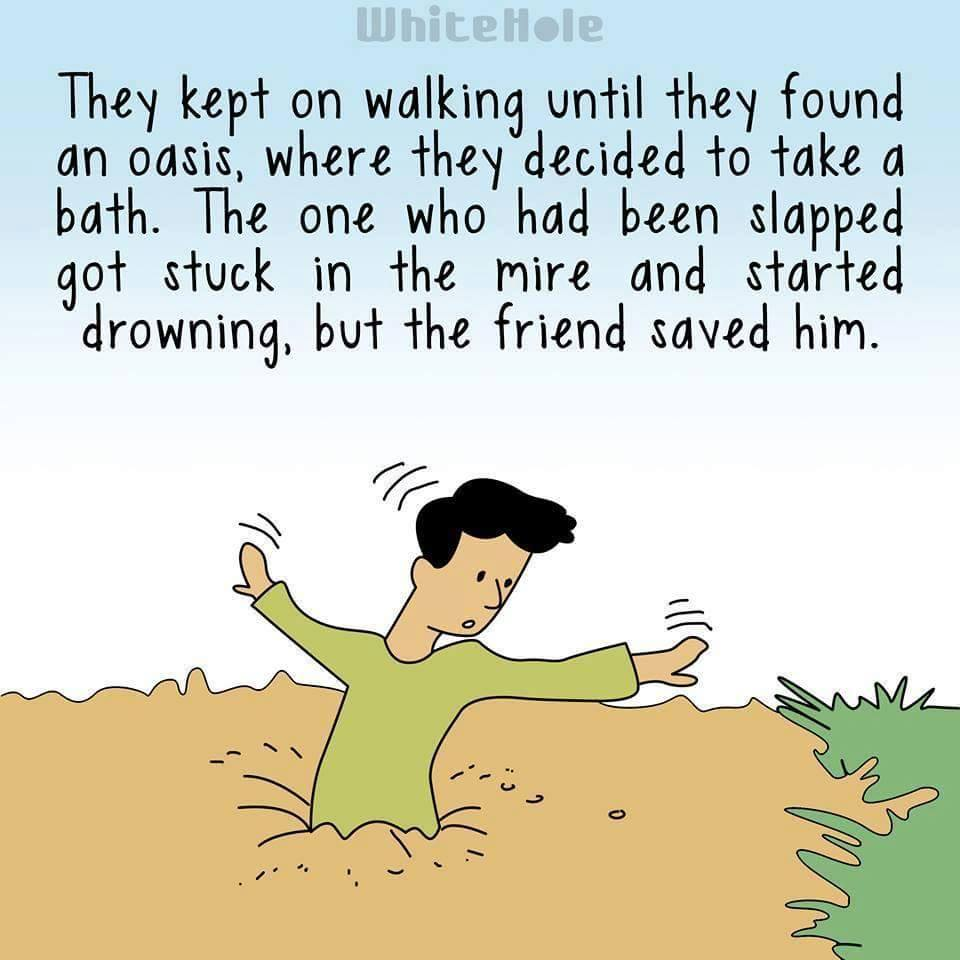 WhiteHole
They kept on walking until they found
an oasis, where they decided to take a
bath. The one who had been slapped
got stuck in the mire and started
drowning, but the friend saved him.